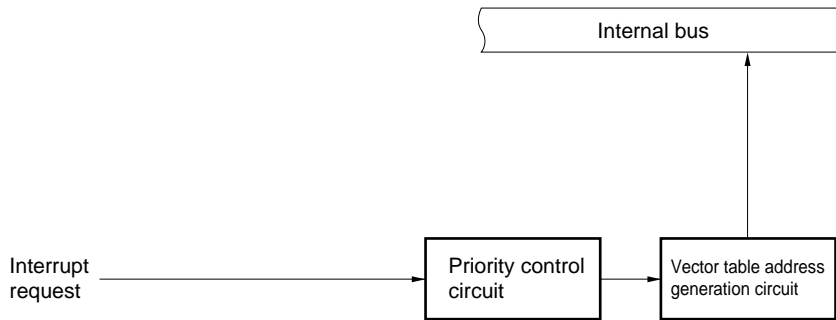 Internal bus
Interrupt
request
Priority control
circuit
Vector table address
generation circuit